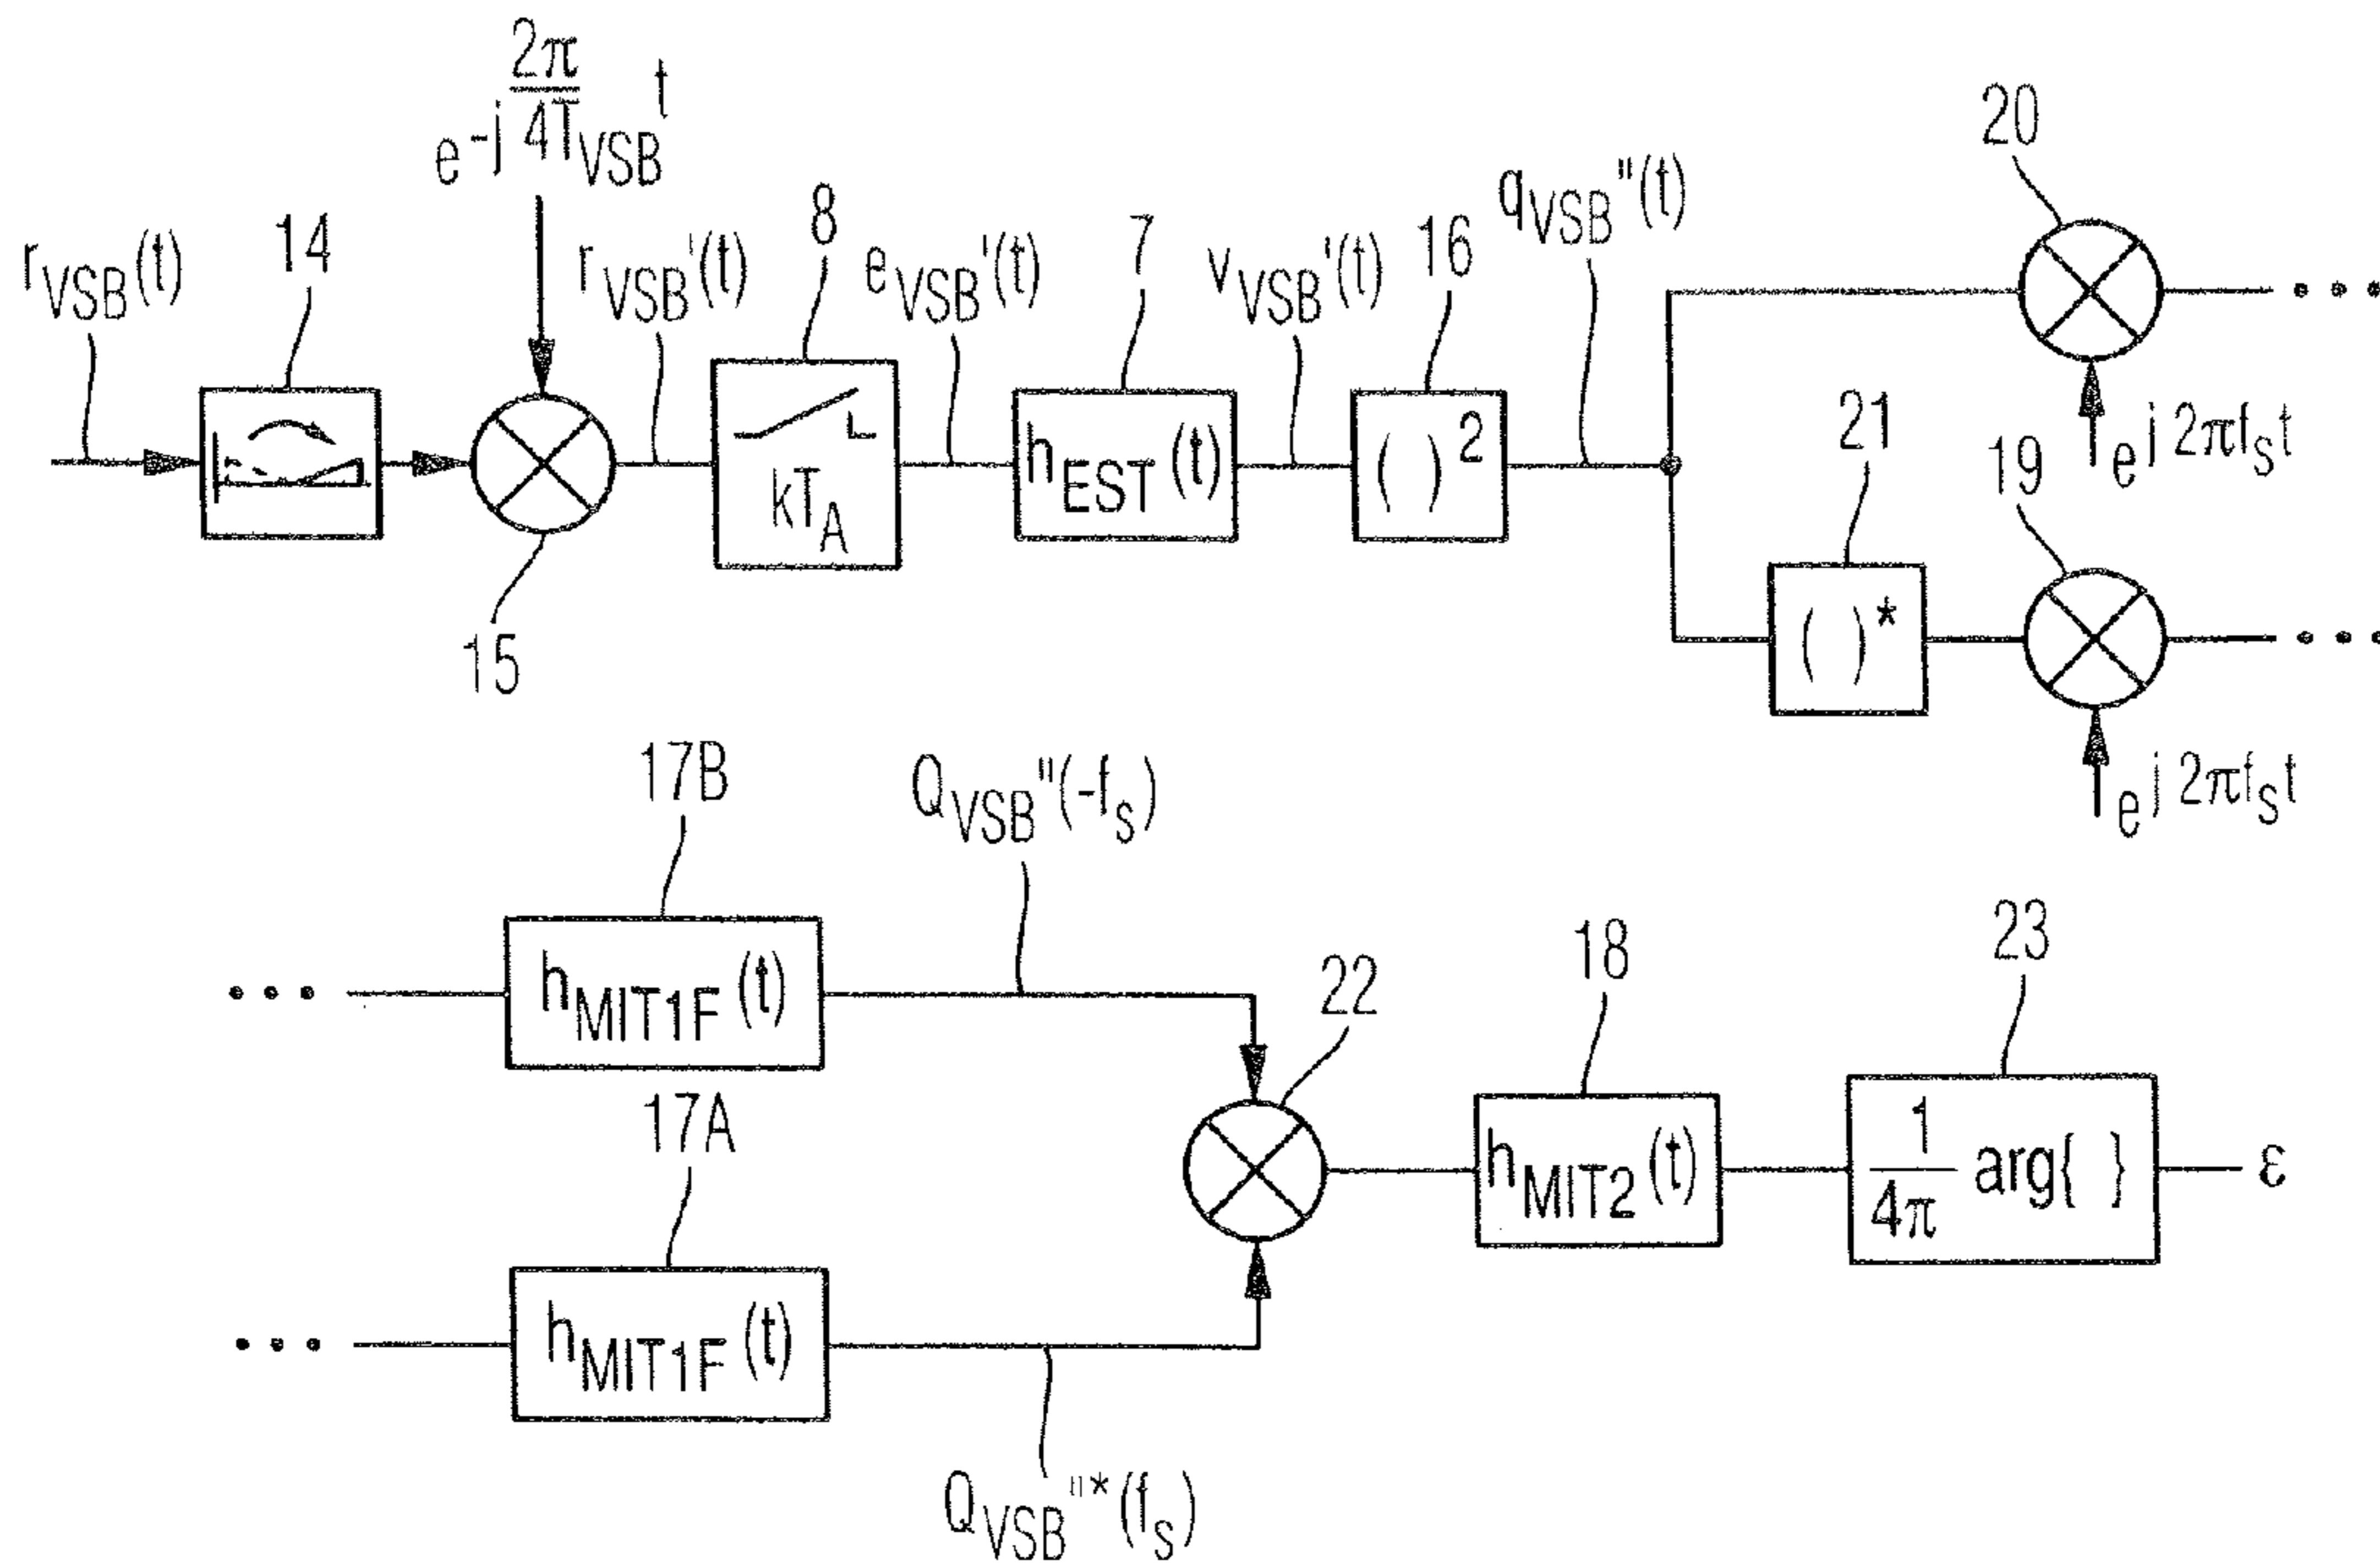 r_VSB(t)
14
e^-j 2π/4T_VSB t
15
r_VSB'(t)
8
kT_A
e_VSB'(t)
7
h_EST(t)
v_VSB'(t)
16
( )²
q_VSB"(t)
20
e^j 2πf_s t
21
( )*
19
e^j 2πf_s t
17B
h_MIT1F(t)
Q_VSB"(-f_s)
17A
h_MIT1F(t)
Q_VSB"*(f_s)
22
18
h_MIT2(t)
23
1/4π arg{ }
ε